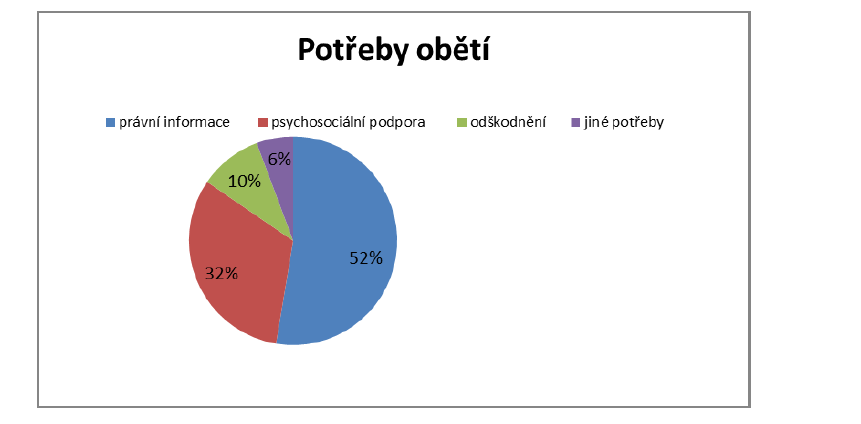 Potřeby obětí
právní informace psychosociální podpora odškodnění jiné potřeby
6%
10%
52%
32%